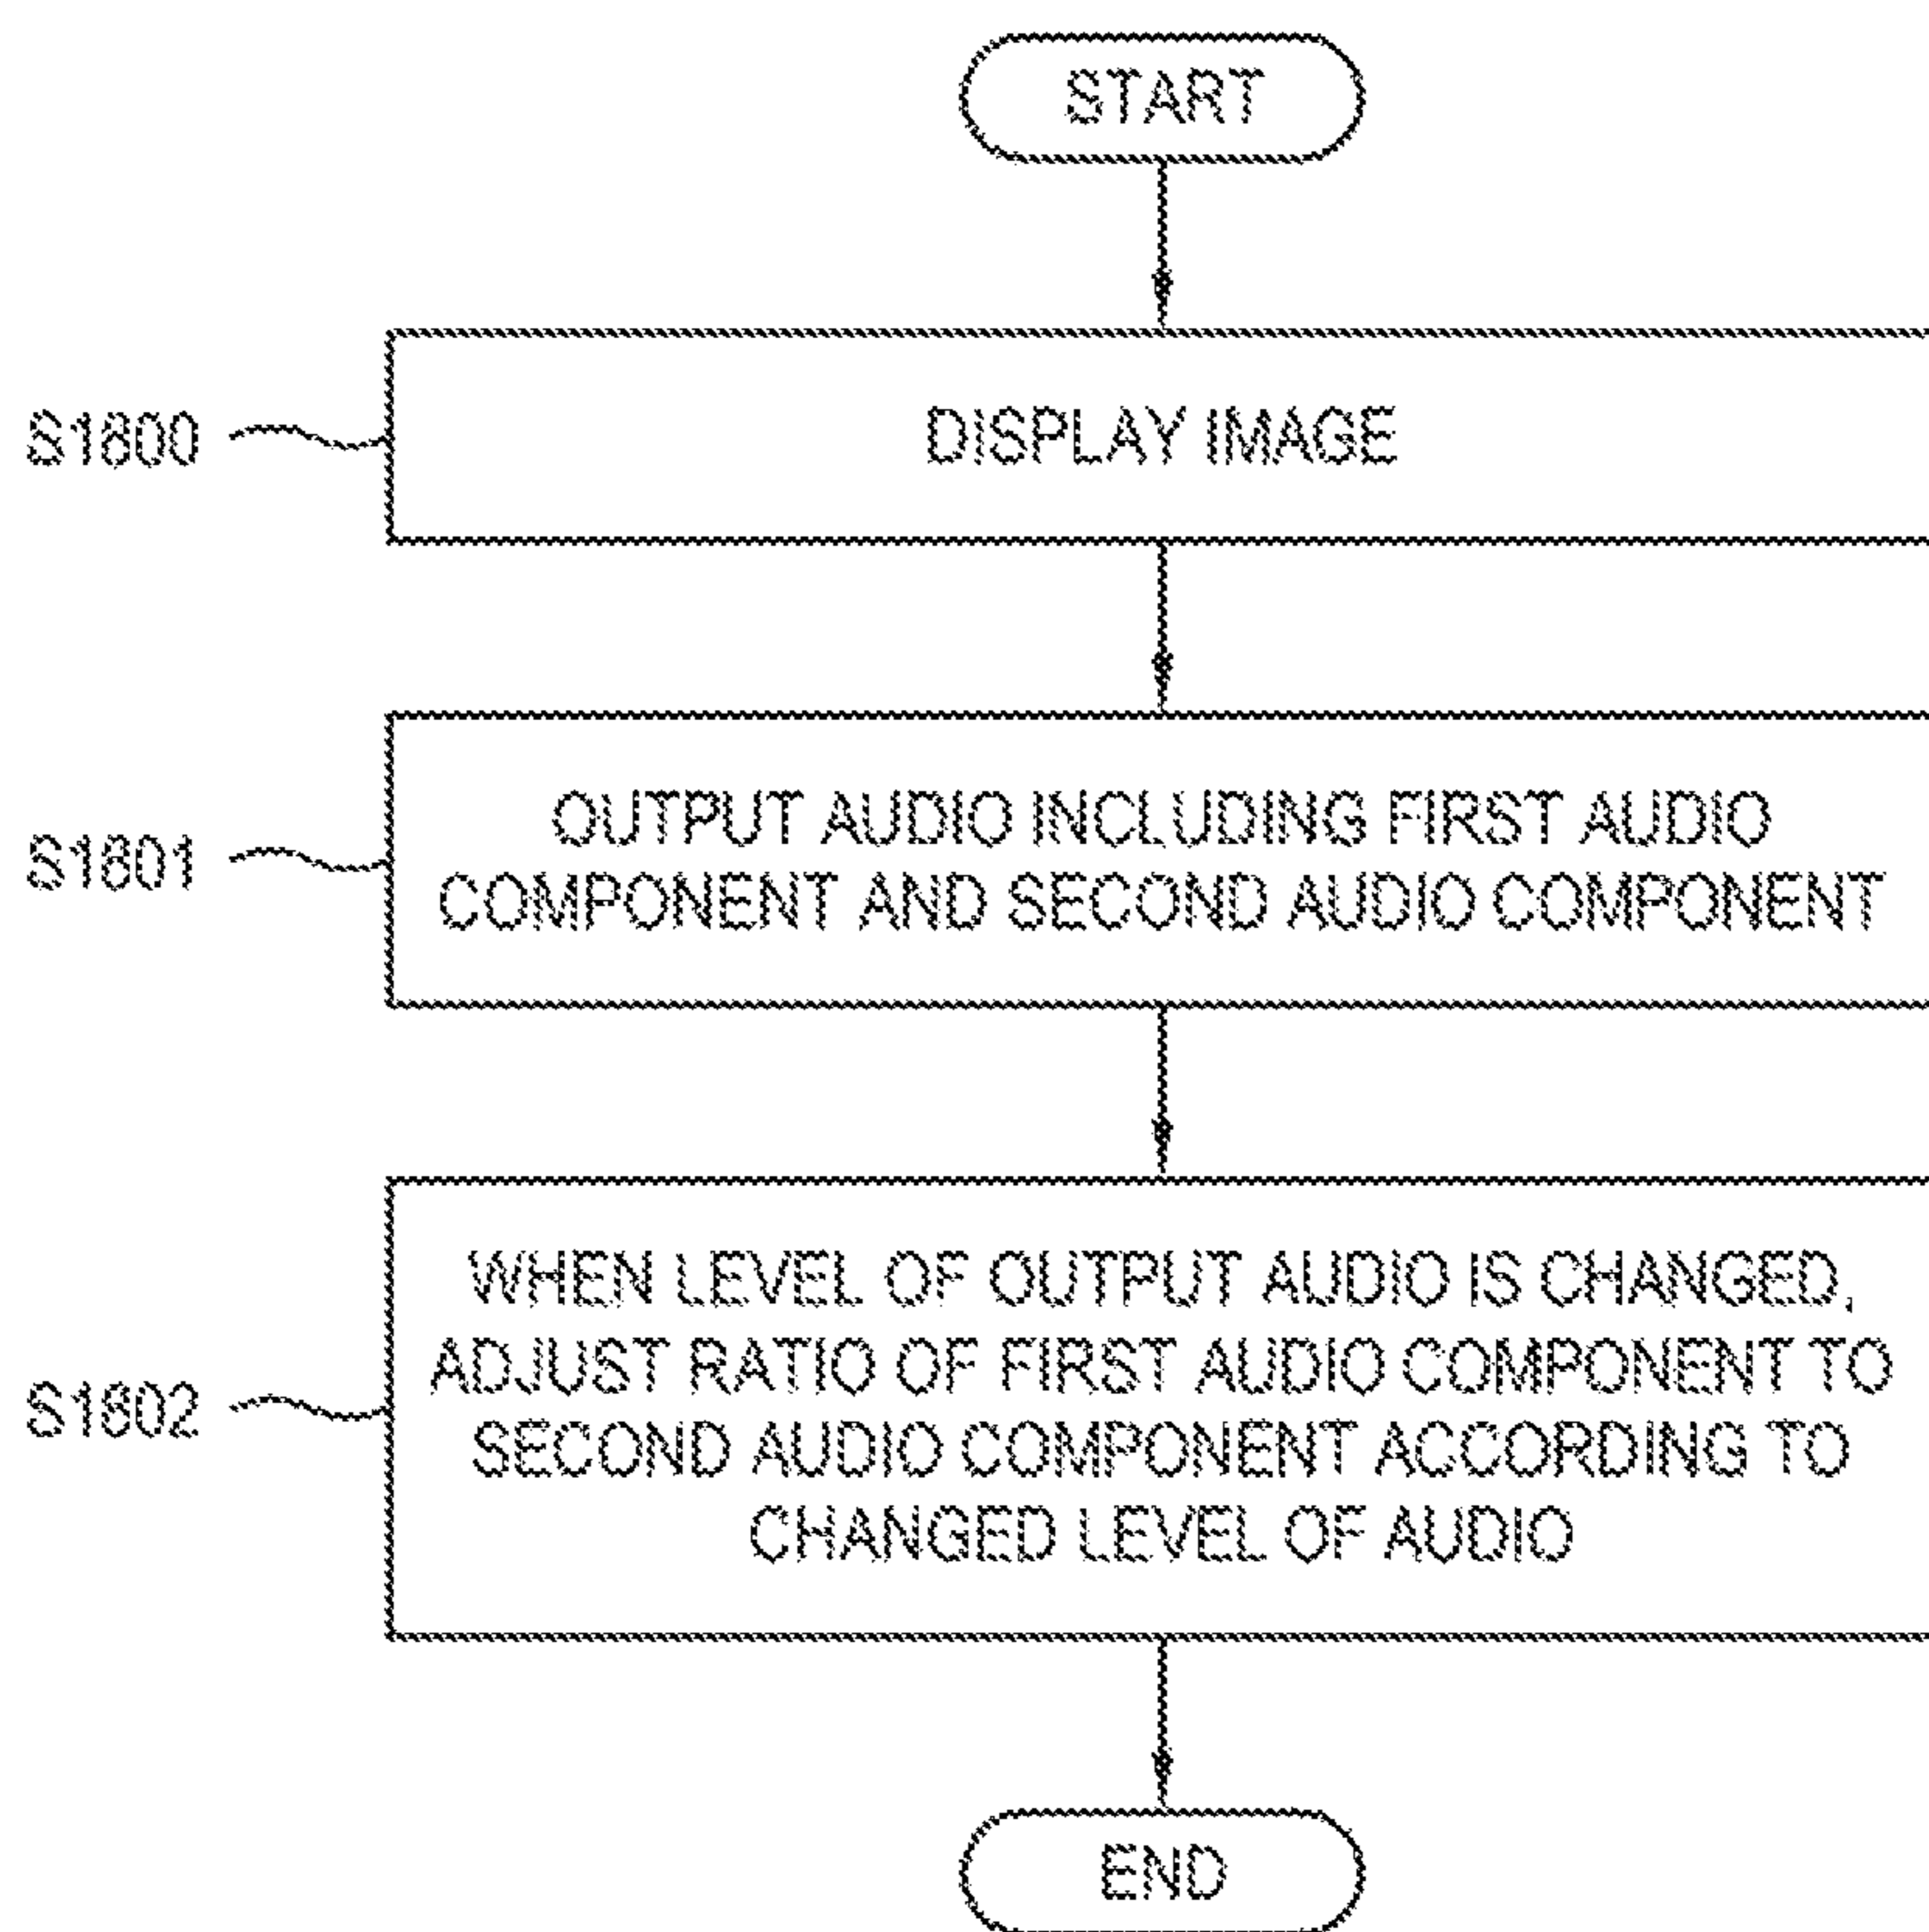 START
S1800
DISPLAY IMAGE
S1801
OUTPUT AUDIO INCLUDING FIRST AUDIO
COMPONENT AND SECOND AUDIO COMPONENT
S1802
WHEN LEVEL OF OUTPUT AUDIO IS CHANGED,
ADJUST RATIO OF FIRST AUDIO COMPONENT TO
SECOND AUDIO COMPONENT ACCORDING TO
CHANGED LEVEL OF AUDIO
END